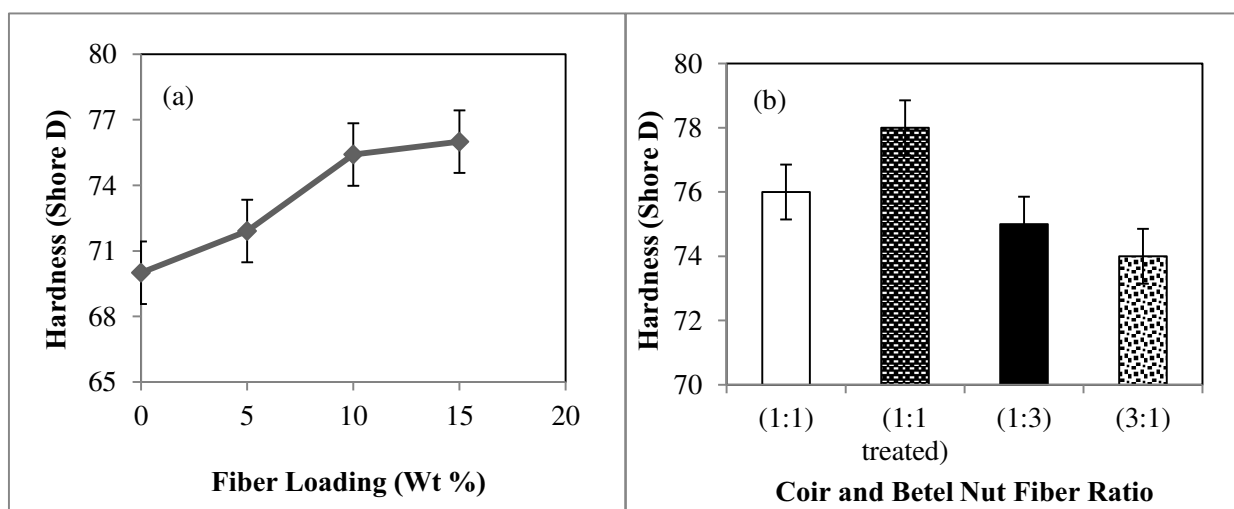 80
77
74
71
68
65
Hardness (Shore D)
(a)
0 5 10 15 20
Fiber Loading (Wt %)
80
78
76
74
72
70
Hardness (Shore D)
(b)
(1:1) (1:1 (1:3) (3:1)
treated)
Coir and Betel Nut Fiber Ratio